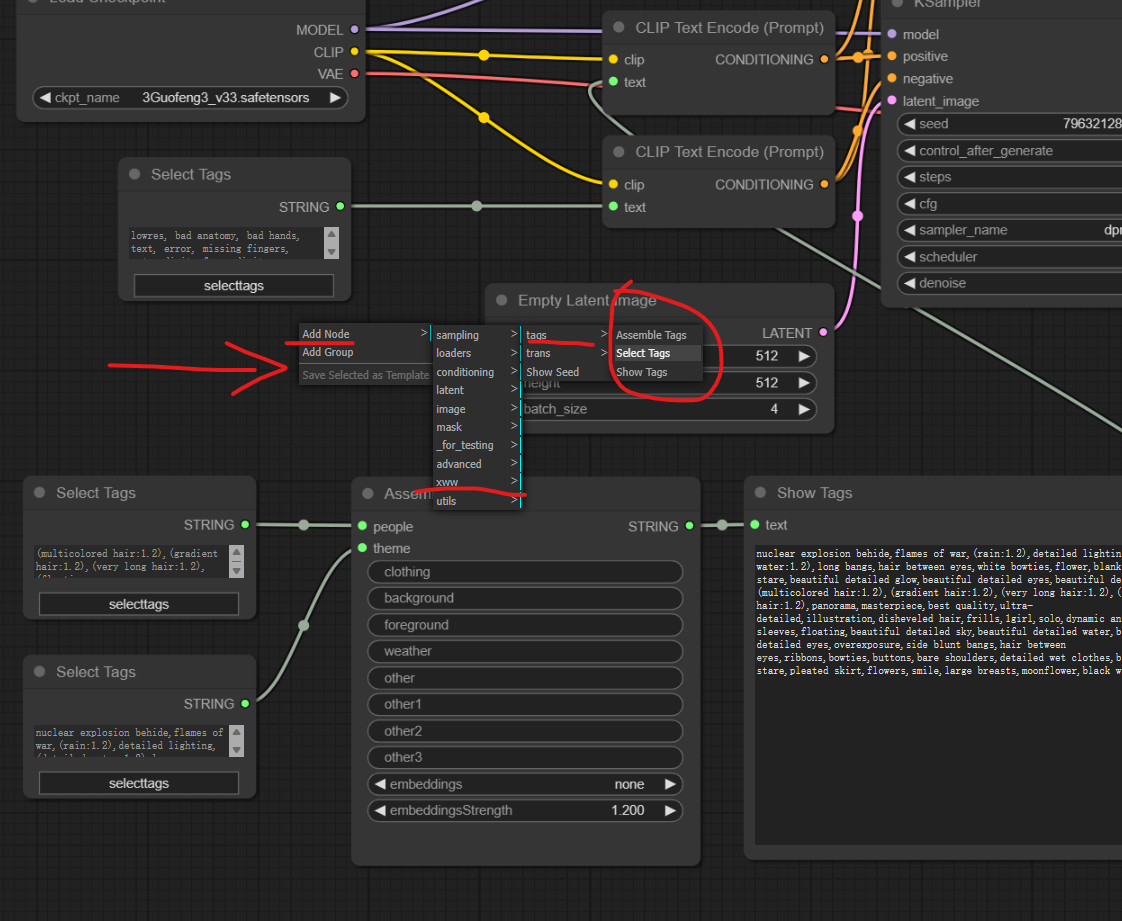 Load Checkpoint
MODEL
CLIP
VAE
ckpt_name 3Guofeng3_v33.safetensors
CLIP Text Encode (Prompt)
clip CONDITIONING
text
CLIP Text Encode (Prompt)
clip CONDITIONING
text
KSampler
model
positive
negative
latent_image
seed 79632128
control_after_generate
steps
cfg
sampler_name dpr
scheduler
denoise
Select Tags
STRING
lowres, bad anatomy, bad hands,
text, error, missing fingers,
selecttags
Empty Latent Image
LATENT
512
height 512
batch_size 4
Add Node >
Add Group
Save Selected as Template
sampling >
loaders >
conditioning >
latent >
image >
mask >
_for_testing >
advanced >
xww >
utils >
tags >
trans >
Show Seed
Assemble Tags
Select Tags
Show Tags
Select Tags
STRING
(multicolored hair:1.2),(gradient
hair:1.2),(very long hair:1.2),
selecttags
Select Tags
STRING
nuclear explosion behide,flames of
war,(rain:1.2),detailed lighting,
selecttags
Assem
people STRING
theme
clothing
background
foreground
weather
other
other1
other2
other3
embeddings none
embeddingsStrength 1.200
Show Tags
text
nuclear explosion behide,flames of war,(rain:1.2),detailed lightin
water:1.2),long bangs,hair between eyes,white bowties,flower,blank
stare,beautiful detailed glow,beautiful detailed eyes,beautiful de
(multicolored hair:1.2),(gradient hair:1.2),(very long hair:1.2),(
hair:1.2),panorama,masterpiece,best quality,ultra-
detailed,illustration,disheveled hair,frills,1girl,solo,dynamic an
sleeves,floating,beautiful detailed sky,beautiful detailed water,b
detailed eyes,overexposure,side blunt bangs,hair between
eyes,ribbons,bowties,buttons,bare shoulders,detailed wet clothes,b
stare,pleated skirt,flowers,smile,large breasts,moonflower,black w